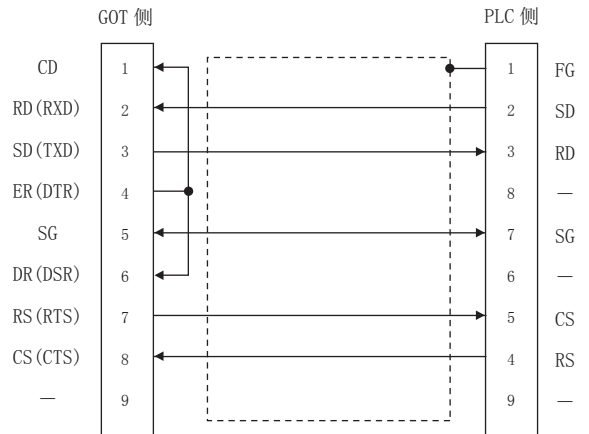 GOT 侧 PLC 侧
CD 1 1 FG
RD(RXD) 2 2 SD
SD(TXD) 3 3 RD
ER(DTR) 4 8 —
SG 5 7 SG
DR(DSR) 6 6 —
RS(RTS) 7 5 CS
CS(CTS) 8 4 RS
— 9 9 —